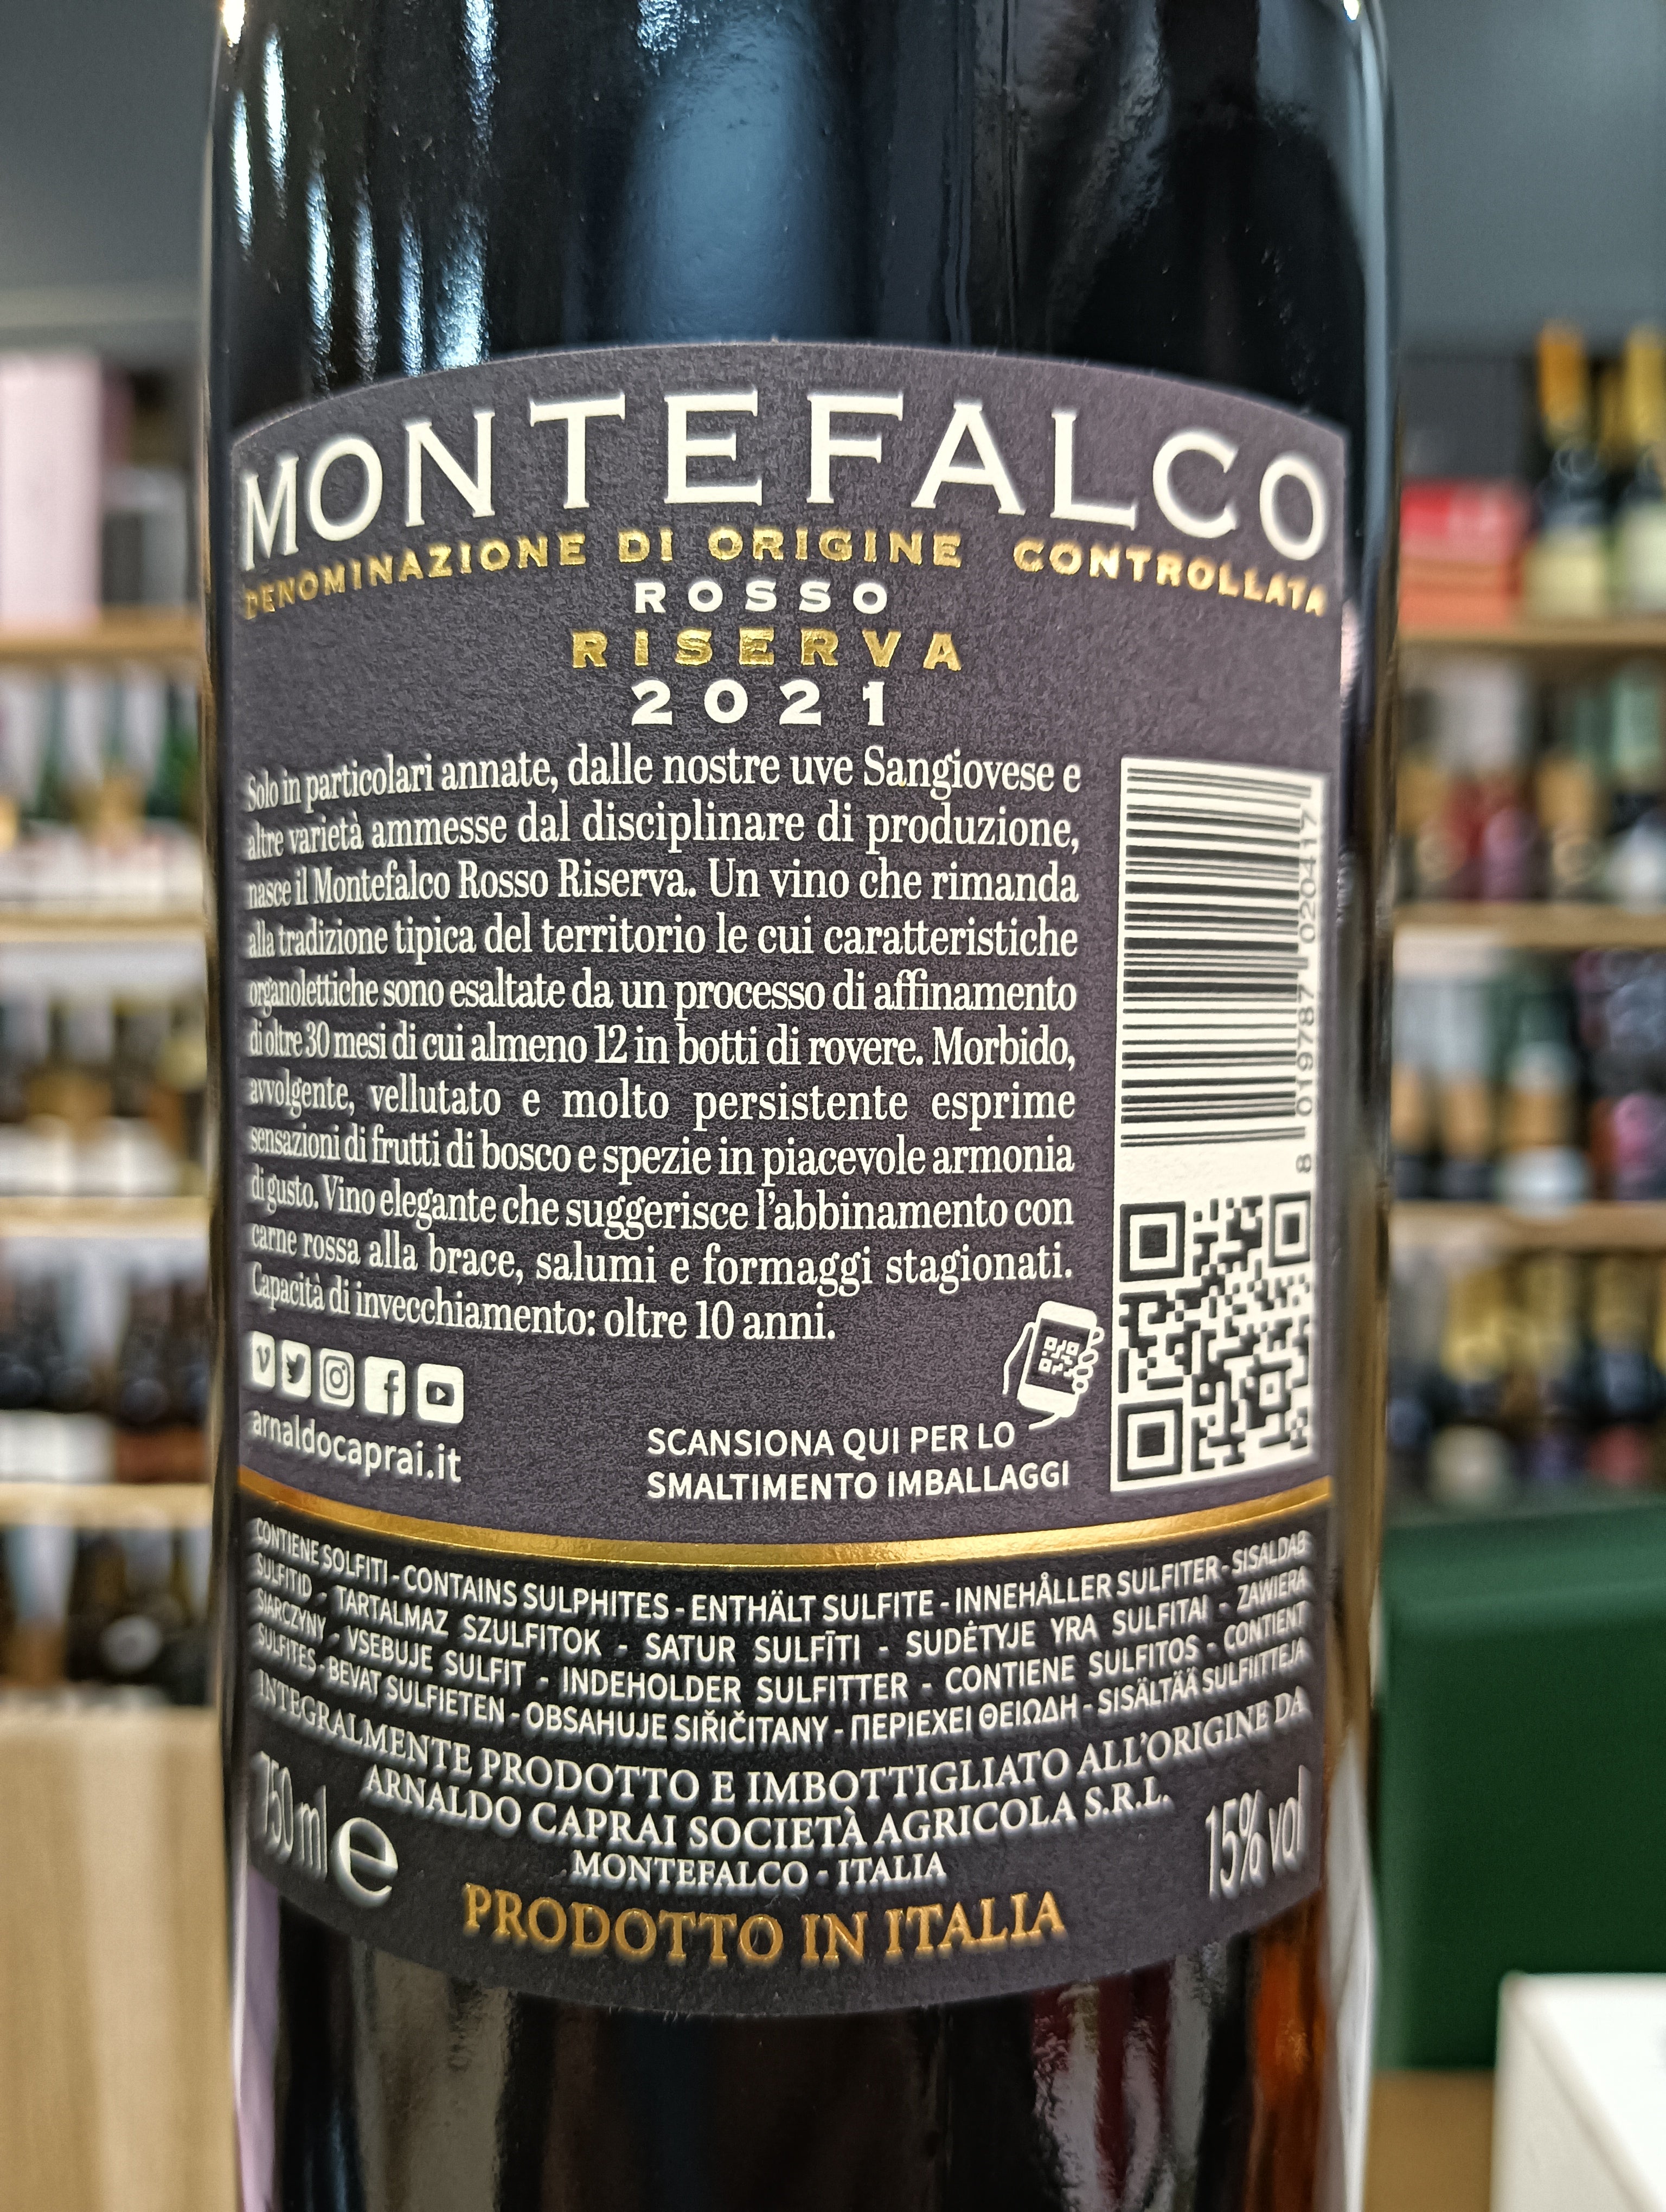 MONTEFALCO
DENOMINAZIONE DI ORIGINE CONTROLLATA
ROSSO
RISERVA
2021
Solo in particolari annate, dalle nostre uve Sangiovese e
altre varietà ammesse dal disciplinare di produzione,
nasce il Montefalco Rosso Riserva. Un vino che rimanda
alla tradizione tipica del territorio le cui caratteristiche
organolettiche sono esaltate da un processo di affinamento
di oltre 30 mesi di cui almeno 12 in botti di rovere. Morbido,
avvolgente, vellutato e molto persistente esprime
sensazioni di frutti di bosco e spezie in piacevole armonia
di gusto. Vino elegante che suggerisce l'abbinamento con
carne rossa alla brace, salumi e formaggi stagionati.
Capacità di invecchiamento: oltre 10 anni.
8 019787 020417
arnaldocaprai.it
SCANSIONA QUI PER LO
SMALTIMENTO IMBALLAGGI
CONTIENE SOLFITI - CONTAINS SULPHITES - ENTHÄLT SULFITE - INNEHÅLLER SULFITER - SISALDAB
SULFITID - TARTALMAZ SZULFITOK - SATUR SULFĪTI - SUDĖTYJE YRA SULFITAI - ZAWIERA
SIARCZYNY - VSEBUJE SULFIT - INDEHOLDER SULFITTER - CONTIENE SULFITOS - CONTIENT
SULFITES - BEVAT SULFIETEN - OBSAHUJE SIŘIČITANY - ΠΕΡΙΕΧΕΙ ΘΕΙΩΔΗ - SISÄLTÄÄ SULFIITTEJA
INTEGRALMENTE PRODOTTO E IMBOTTIGLIATO ALL'ORIGINE DA
ARNALDO CAPRAI SOCIETÀ AGRICOLA S.R.L.
MONTEFALCO - ITALIA
750 ml e
15% vol
PRODOTTO IN ITALIA